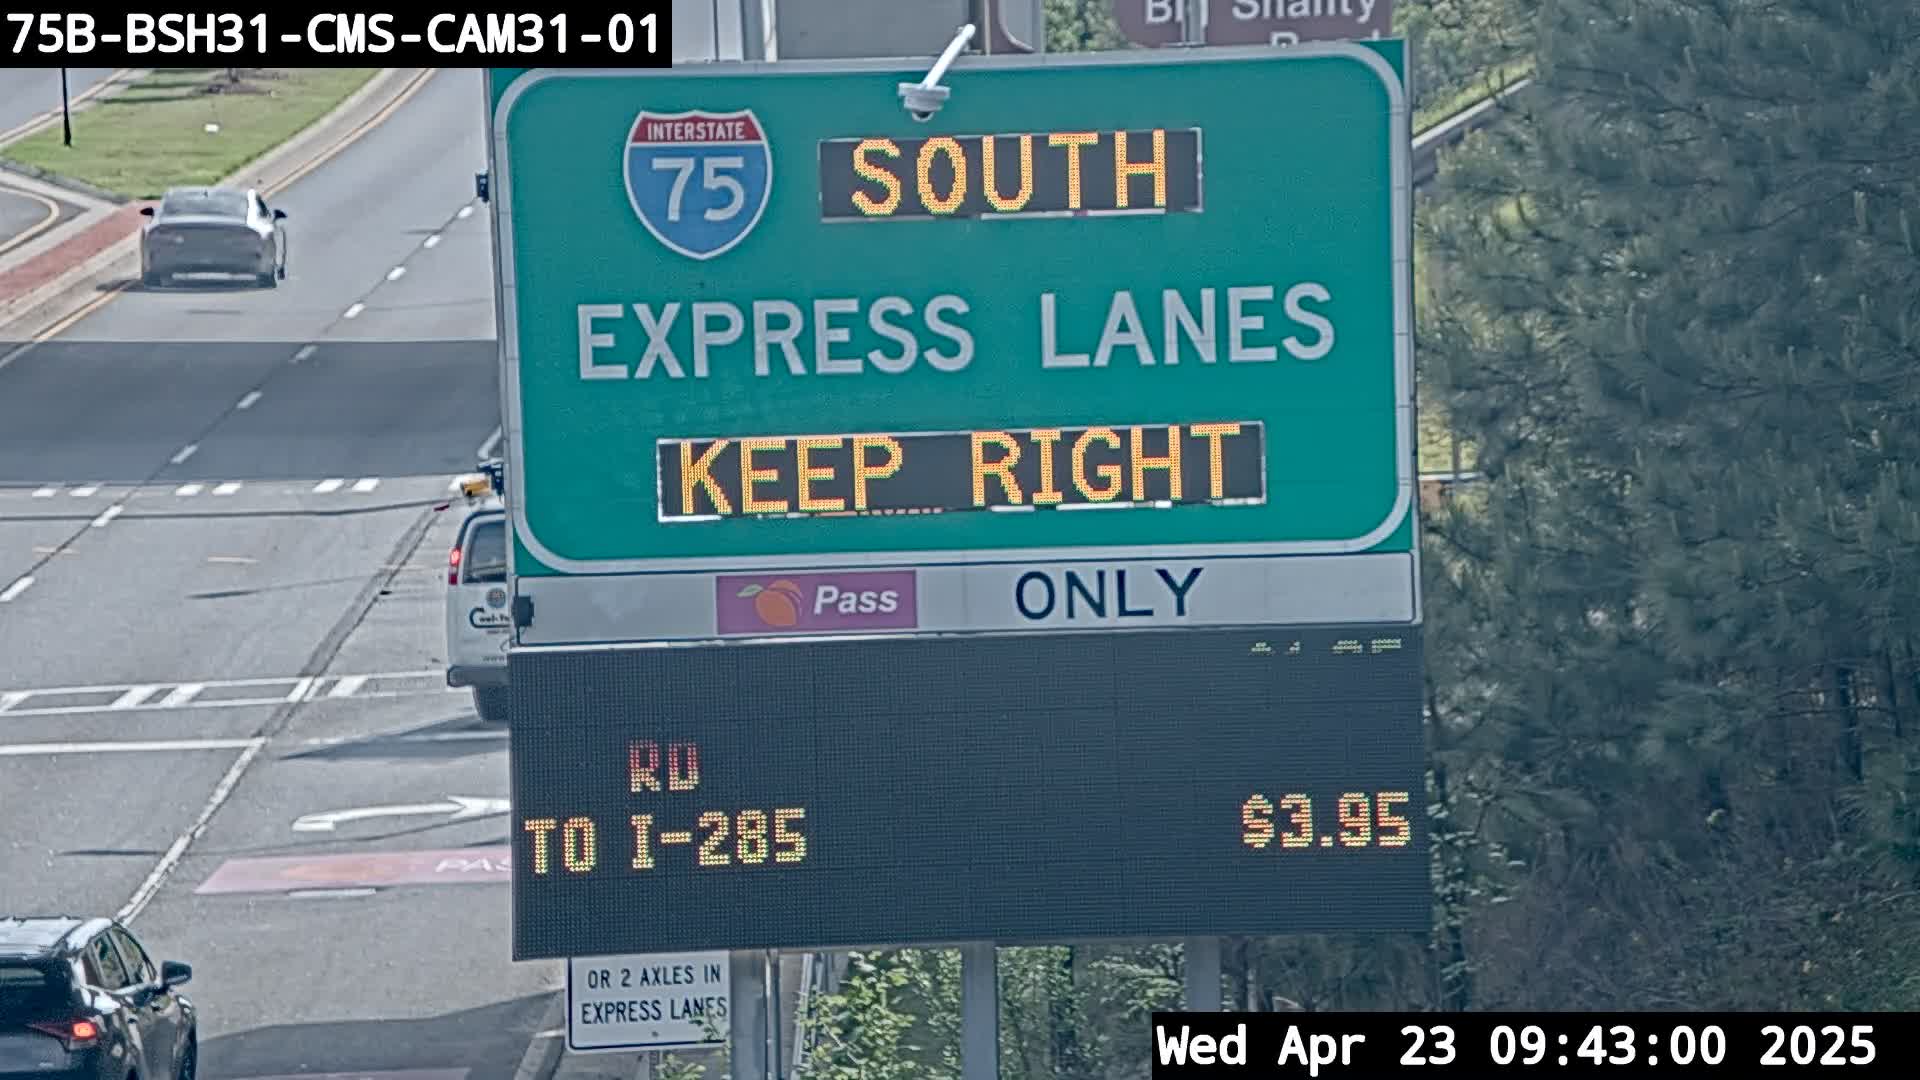 75B-BSH31-CMS-CAM31-01
Shanty
INTERSTATE
75
SOUTH
EXPRESS LANES
KEEP RIGHT
Pass
ONLY
RD
TO I-285 $3.95
OR 2 AXLES IN
EXPRESS LANES
Wed Apr 23 09:43:00 2025